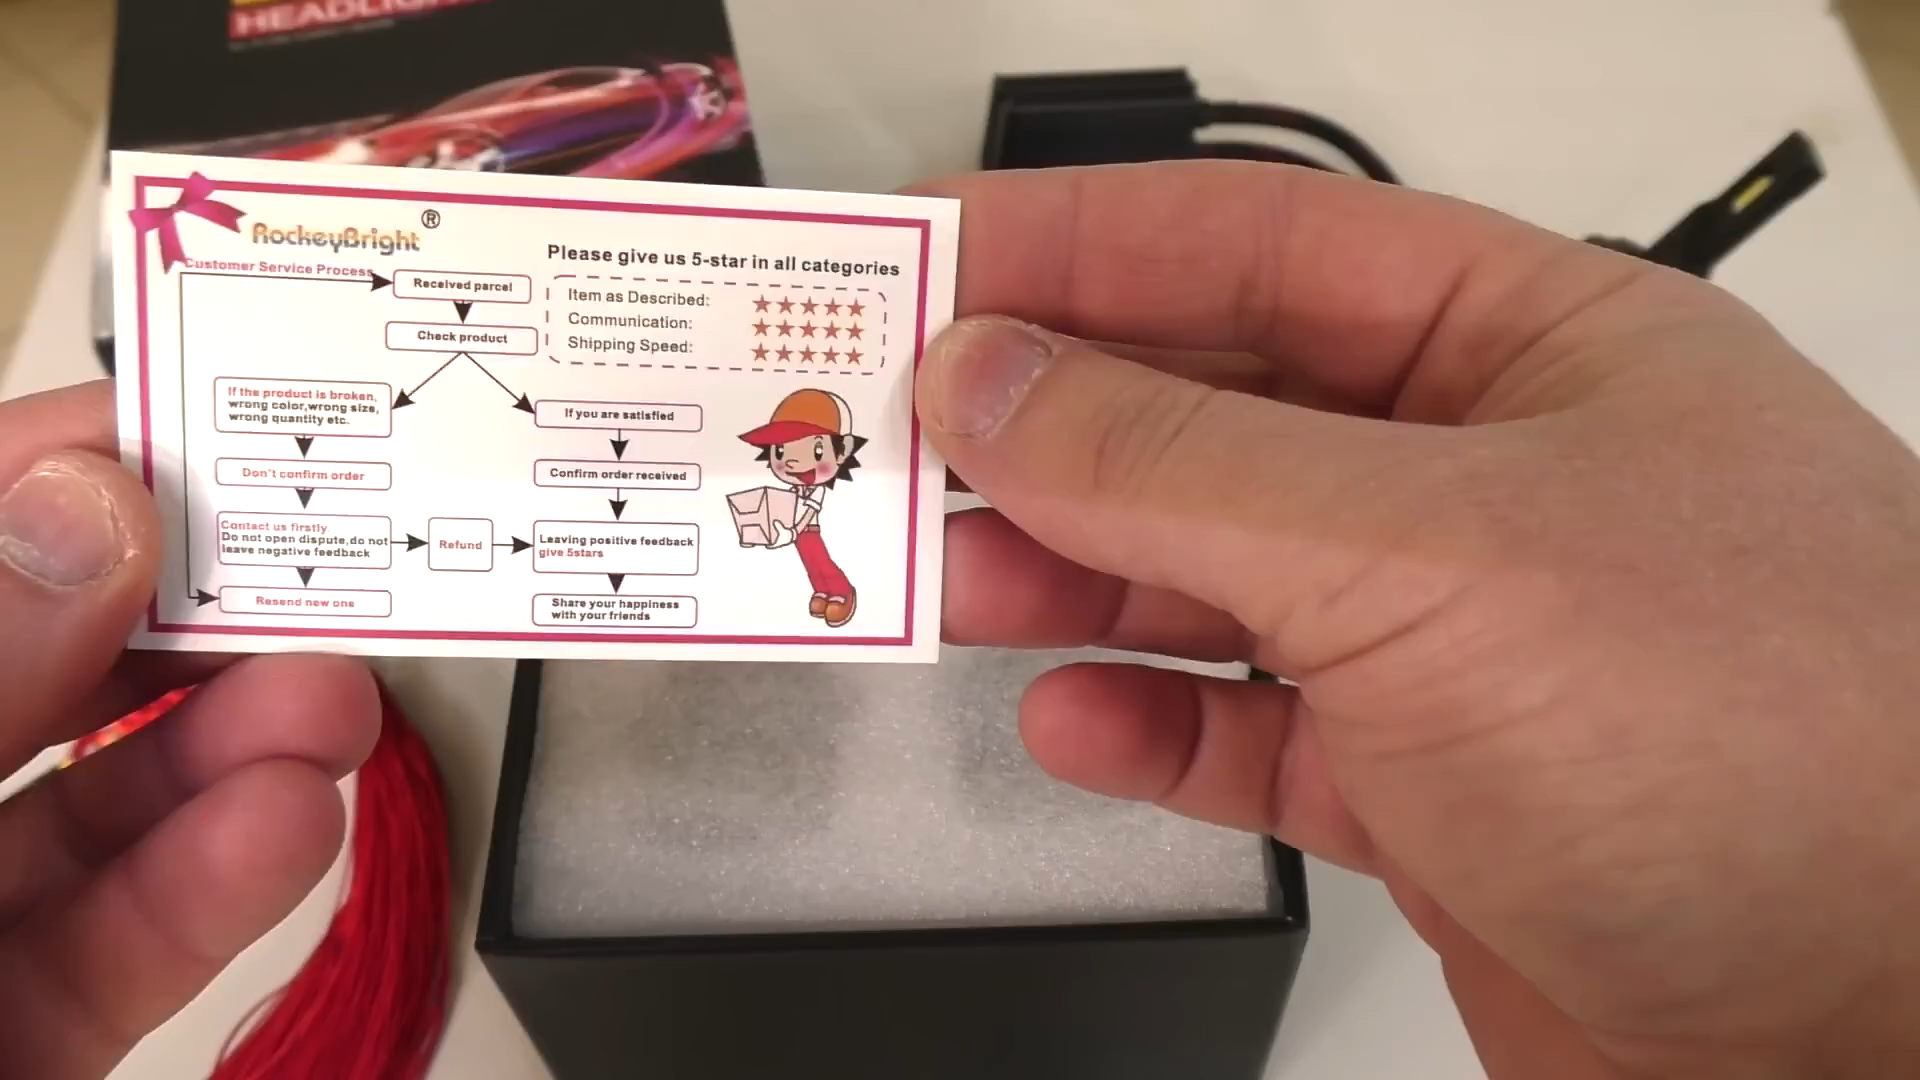 HEADLIGH
RockeyBright®
Customer Service Process
Received parcel
Check product
If the product is broken,
wrong color,wrong size,
wrong quantity etc.
Don't confirm order
Contact us firstly
Do not open dispute,do not
leave negative feedback
Refund
Resend new one
If you are satisfied
Confirm order received
Leaving positive feedback
give 5stars
Share your happiness
with your friends
Please give us 5-star in all categories
Item as Described: ★★★★★
Communication: ★★★★★
Shipping Speed: ★★★★★